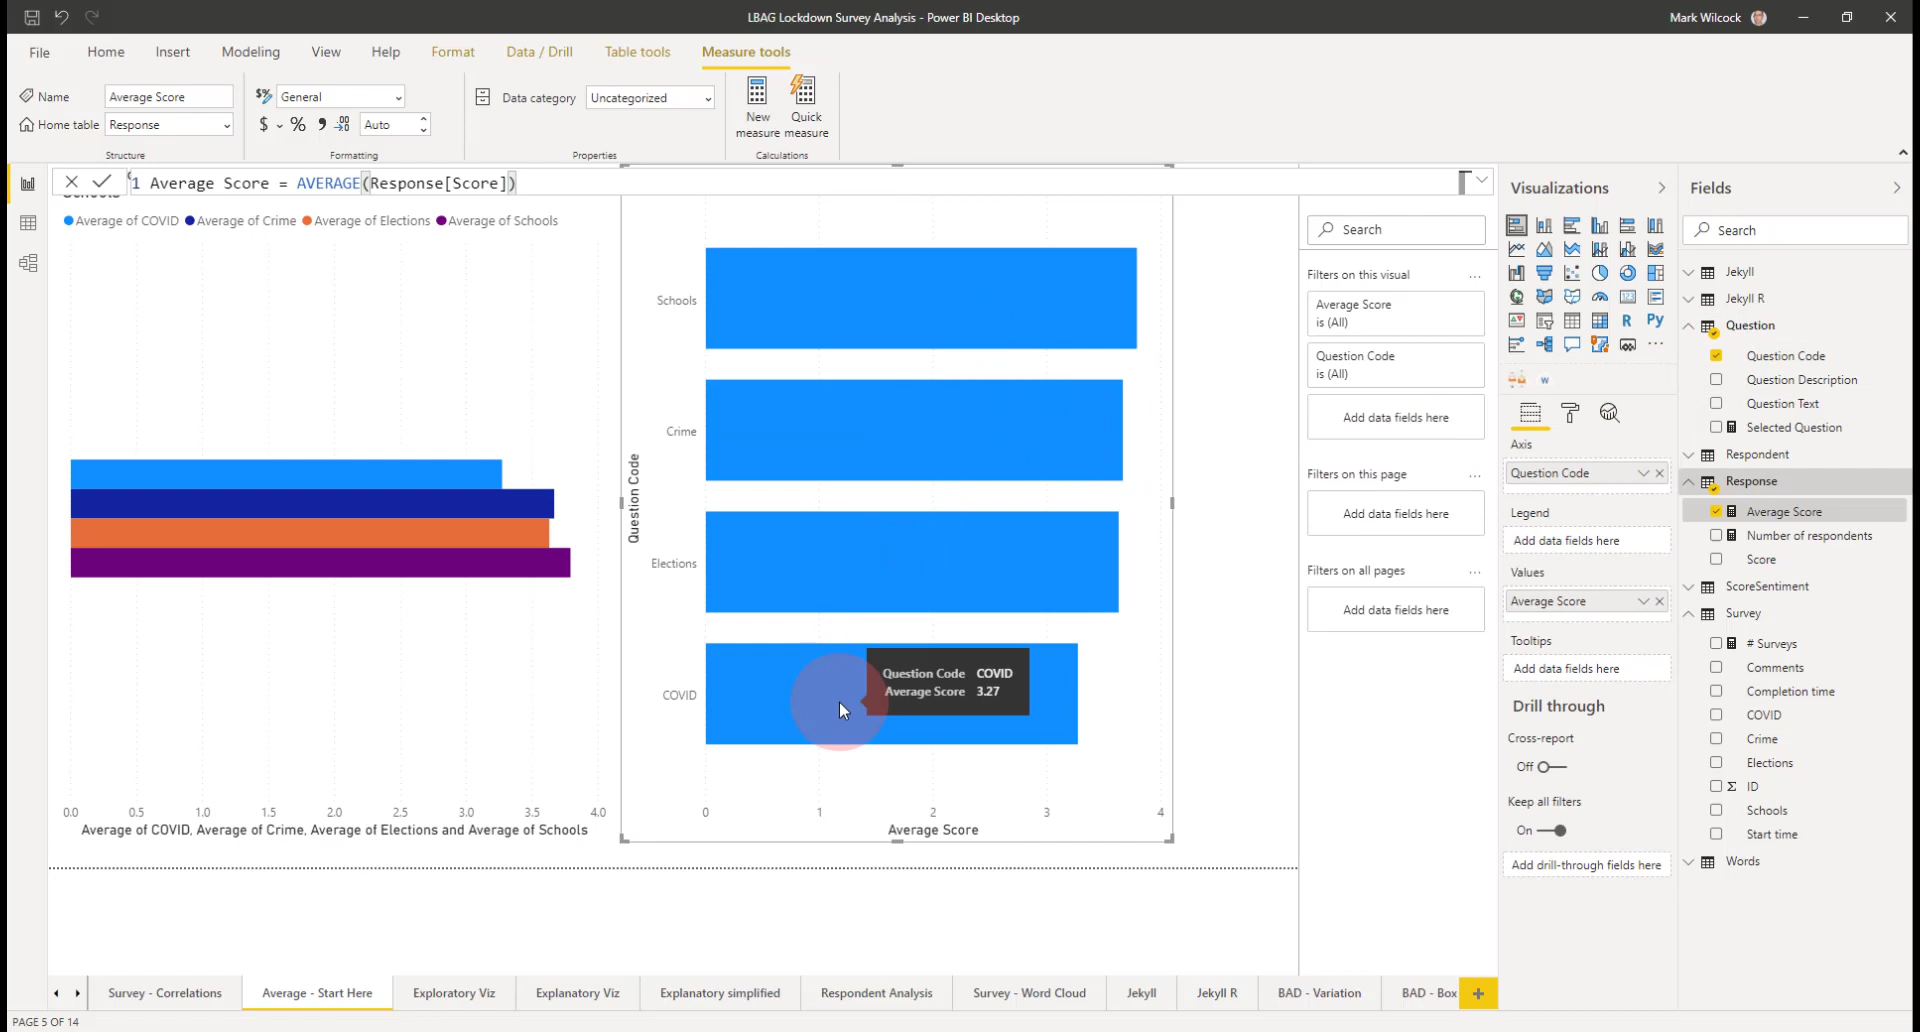 LBAG Lockdown Survey Analysis - Power BI Desktop
Mark Wilcock
File
Home
Insert
Modeling
View
Help
Format
Data / Drill
Table tools
Measure tools
Name
Average Score
Home table
Response
Structure
General
$
%
Auto
Formatting
Data category
Uncategorized
Properties
New
measure
Quick
measure
Calculations
1 Average Score = AVERAGE(Response[Score])
Average of COVID
Average of Crime
Average of Elections
Average of Schools
0.0
0.5
1.0
1.5
2.0
2.5
3.0
3.5
4.0
Average of COVID, Average of Crime, Average of Elections and Average of Schools
Question Code
Schools
Crime
Elections
COVID
Question Code COVID
Average Score 3.27
0
1
2
3
4
Average Score
Search
Filters on this visual
...
Average Score
is (All)
Question Code
is (All)
Add data fields here
Filters on this page
...
Add data fields here
Filters on all pages
...
Add data fields here
Visualizations
R
Py
...
Axis
Question Code
Legend
Add data fields here
Values
Average Score
Tooltips
Add data fields here
Drill through
Cross-report
Off
Keep all filters
On
Add drill-through fields here
Fields
Search
Jekyll
Jekyll R
Question
Question Code
Question Description
Question Text
Selected Question
Respondent
Response
Average Score
Number of respondents
Score
ScoreSentiment
Survey
# Surveys
Comments
Completion time
COVID
Crime
Elections
Σ ID
Schools
Start time
Words
Survey - Correlations
Average - Start Here
Exploratory Viz
Explanatory Viz
Explanatory simplified
Respondent Analysis
Survey - Word Cloud
Jekyll
Jekyll R
BAD - Variation
BAD - Box
+
PAGE 5 OF 14